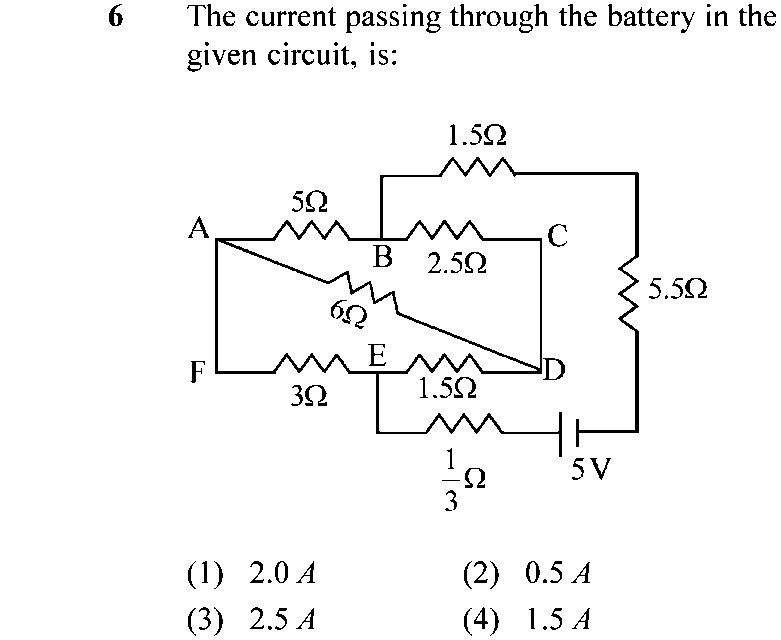 6 The current passing through the battery in the
given circuit, is:
1.5Ω
5Ω
A
B
2.5Ω
C
5.5Ω
6Ω
E
F
3Ω
1.5Ω
D
1/3 Ω
5 V
(1) 2.0 A (2) 0.5 A
(3) 2.5 A (4) 1.5 A